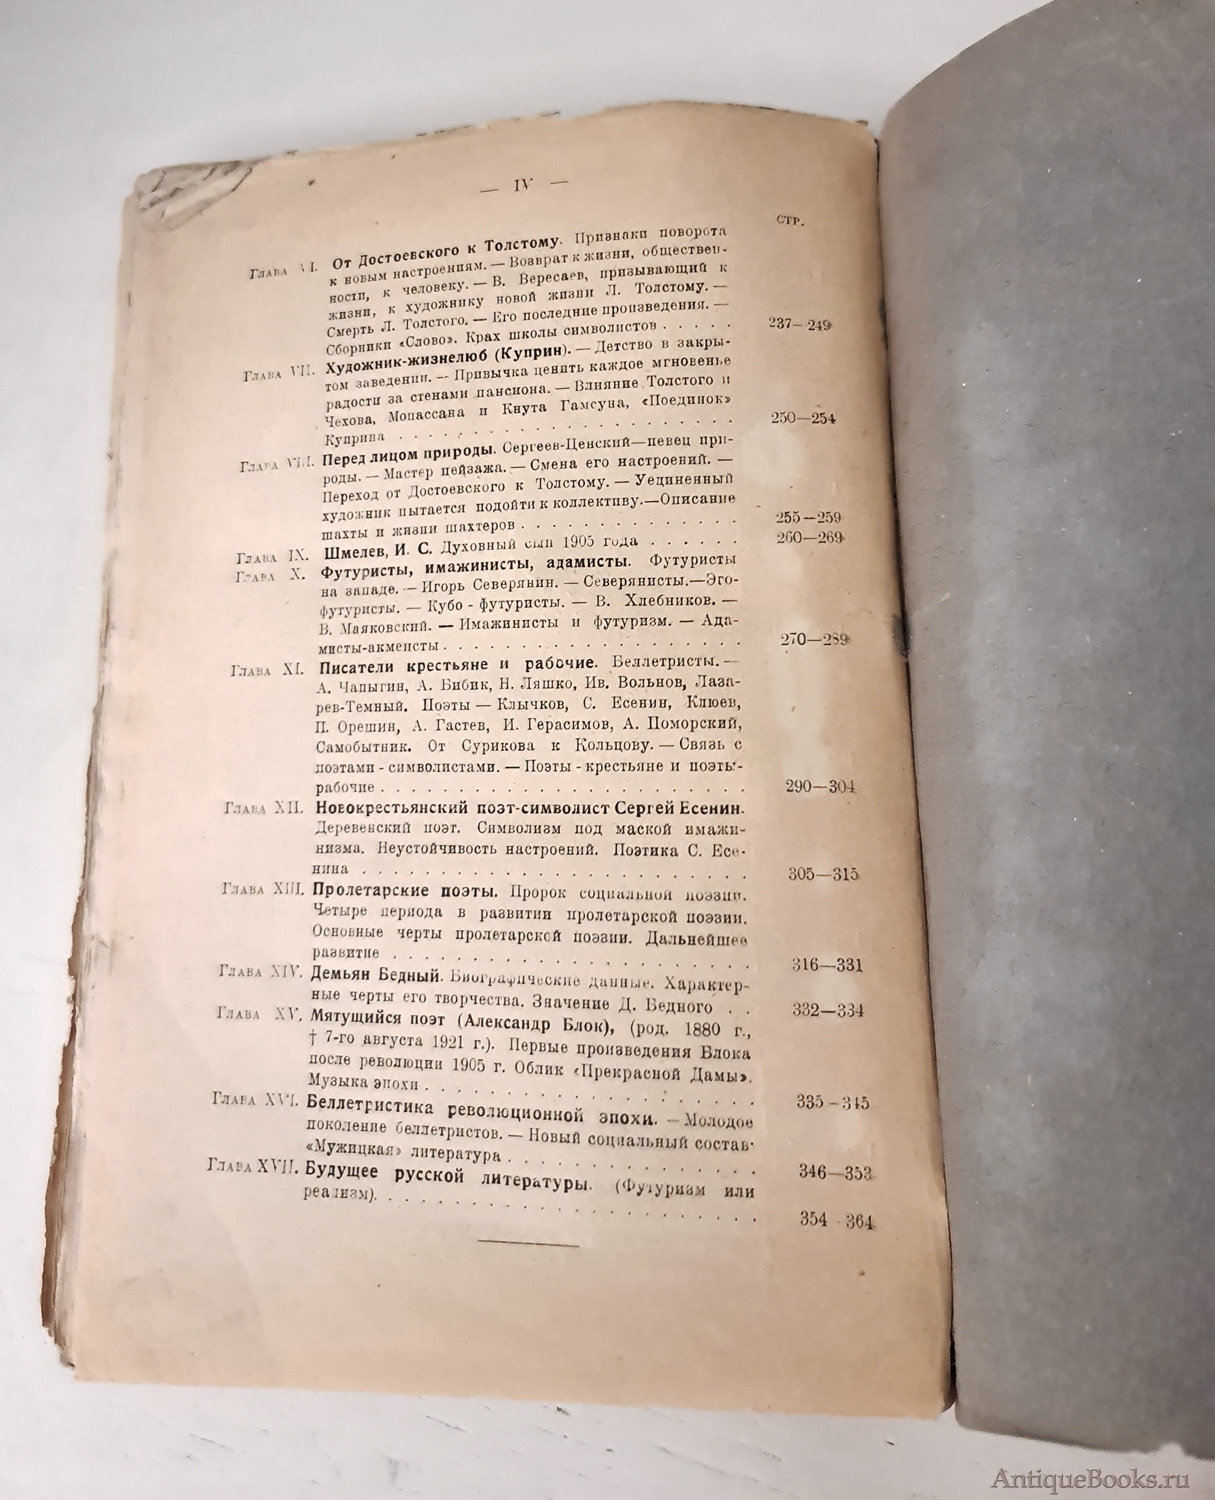 — IV —
СТР.
Глава VI. От Достоевского к Толстому. Признаки поворота
к новым настроениям. — Возврат к жизни, обществен-
ности, к человеку. — В. Вересаев, призывающий к
жизни, к художнику новой жизни Л. Толстому. —
Смерть Л. Толстого. — Его последние произведения. —
Сборники «Слово». Крах школы символистов . . . . . 237—249
Глава VII. Художник-жизнелюб (Куприн). — Детство в закры-
том заведении. — Привычка ценить каждое мгновенье
радости за стенами пансиона. — Влияние Толстого и
Чехова, Мопассана и Кнута Гамсуна, «Поединок»
Куприна . . . . . . . . . . . . . . . . . . 250—254
Глава VIII. Перед лицом природы. Сергеев-Ценский—певец при-
роды. — Мастер пейзажа. — Смена его настроений. —
Переход от Достоевского к Толстому. — Уединенный
художник пытается подойти к коллективу.—Описание
шахты и жизни шахтеров . . . . . . . . . . . . 255—259
Глава IX. Шмелев, И. С. Духовный сын 1905 года . . . . . . 260—269
Глава X. Футуристы, имажинисты, адамисты. Футуристы
на западе. — Игорь Северянин. — Северянисты.—Эго-
футуристы. — Кубо-футуристы. — В. Хлебников. —
В. Маяковский. — Имажинисты и футуризм. — Ада-
мисты-акмеисты . . . . . . . . . . . . . . . . 270—289
Глава XI. Писатели крестьяне и рабочие. Беллетристы. —
А. Чапыгин, А. Бибик, Н. Ляшко, Ив. Вольнов, Лаза-
рев-Темный. Поэты — Клычков, С. Есенин, Клюев,
П. Орешин, А. Гастев, И. Герасимов, А. Поморский,
Самобытник. От Сурикова к Кольцову. — Связь с
поэтами-символистами. — Поэты-крестьяне и поэты-
рабочие . . . . . . . . . . . . . . . . . . . 290—304
Глава XII. Новокрестьянский поэт-символист Сергей Есенин.
Деревенский поэт. Символизм под маской имажи-
низма. Неустойчивость настроений. Поэтика С. Есе-
нина . . . . . . . . . . . . . . . . . . . . 305—315
Глава XIII. Пролетарские поэты. Пророк социальной поэзии.
Четыре периода в развитии пролетарской поэзии.
Основные черты пролетарской поэзии. Дальнейшее
развитие . . . . . . . . . . . . . . . . . . . 316—331
Глава XIV. Демьян Бедный. Биографические данные. Характер-
ные черты его творчества. Значение Д. Бедного . . 332—334
Глава XV. Мятущийся поэт (Александр Блок), (род. 1880 г.,
† 7-го августа 1921 г.). Первые произведения Блока
после революции 1905 г. Облик «Прекрасной Дамы».
Музыка эпохи . . . . . . . . . . . . . . . . . 335-345
Глава XVI. Беллетристика революционной эпохи. — Молодое
поколение беллетристов. — Новый социальный состав·
«Мужицкая» литература . . . . . . . . . . . . . 346—353
Глава XVII. Будущее русской литературы. (Футуризм или
реализм). . . . . . . . . . . . . . . . . . . . 354-364
AntiqueBooks.ru